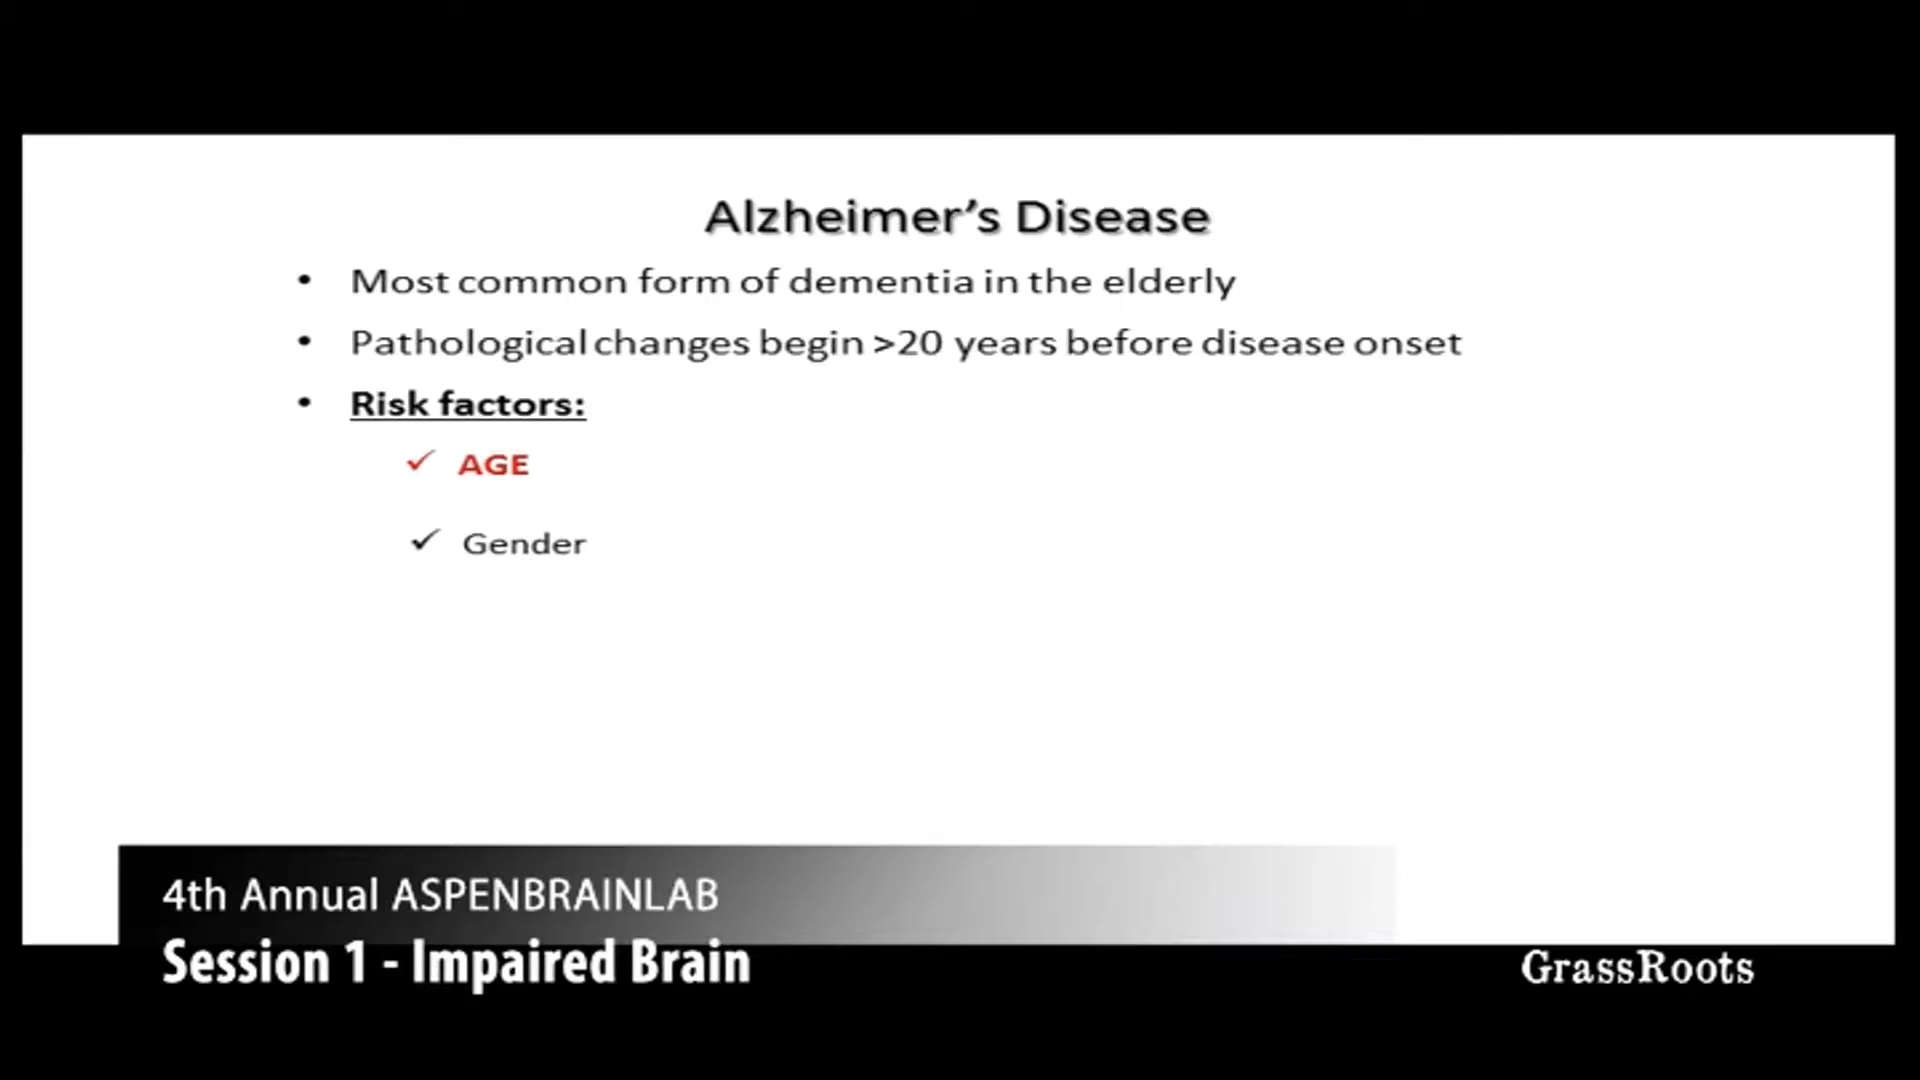 Alzheimer’s Disease
• Most common form of dementia in the elderly
• Pathological changes begin >20 years before disease onset
• Risk factors:
✓ AGE
✓ Gender
4th Annual ASPENBRAINLAB
Session 1 - Impaired Brain
GrassRoots